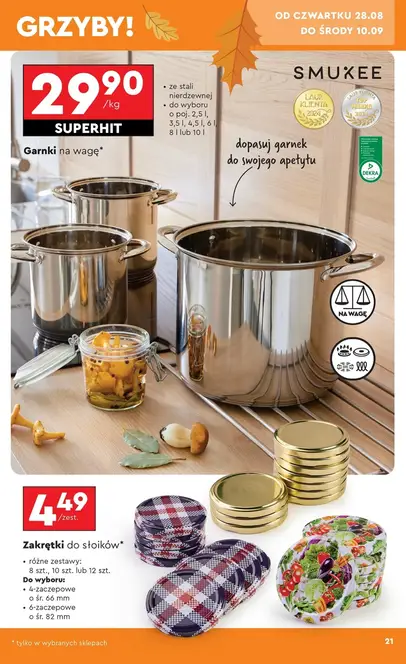 GRZYBY!
OD CZWARTKU 28.08
DO ŚRODY 10.09
29.90
/kg
SUPERHIT
Garnki na wagę*
• ze stali
nierdzewnej
• do wyboru
o poj. 2,5 l,
3,5 l, 4,5 l, 6 l,
8 l lub 10 l
SMUKEE
LAUR
KLIENTA
DEKRA
dopasuj garnek
do swojego apetytu
NA WAGĘ
4.49
/zest.
Zakrętki do słoików*
• różne zestawy:
8 szt., 10 szt. lub 12 szt.
Do wyboru:
• 4-zaczepowe
o śr. 66 mm
• 6-zaczepowe
o śr. 82 mm
* tylko w wybranych sklepach
21